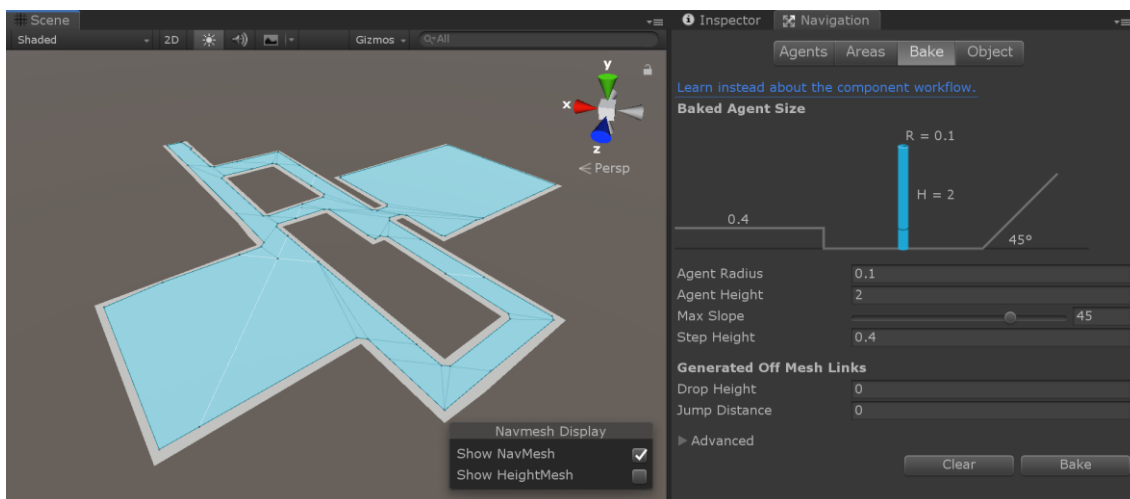 Scene
Shaded
2D
Gizmos
All
y
x
z
Persp
Navmesh Display
Show NavMesh
Show HeightMesh
Inspector
Navigation
Agents Areas Bake Object
Learn instead about the component workflow.
Baked Agent Size
R = 0.1
H = 2
0.4
45°
Agent Radius 0.1
Agent Height 2
Max Slope 45
Step Height 0.4
Generated Off Mesh Links
Drop Height 0
Jump Distance 0
Advanced
Clear Bake